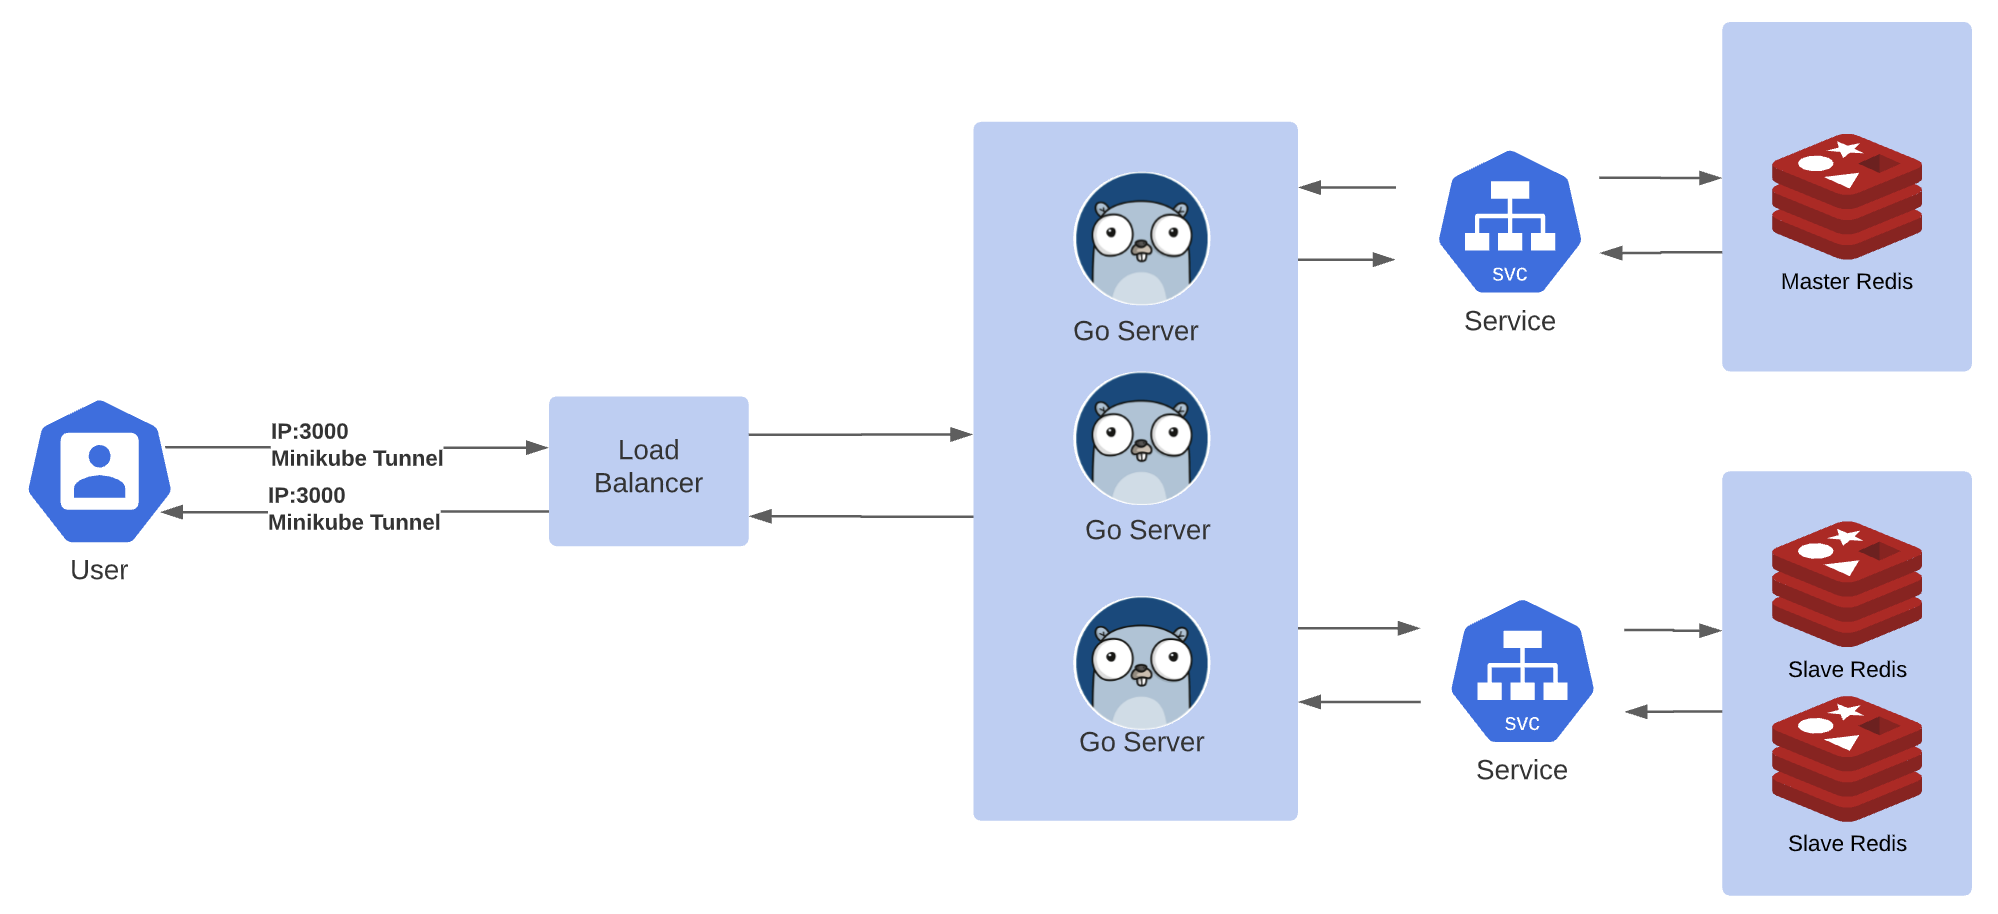 User
IP:3000
Minikube Tunnel
IP:3000
Minikube Tunnel
Load
Balancer
Go Server
Go Server
Go Server
svc
Service
svc
Service
Master Redis
Slave Redis
Slave Redis